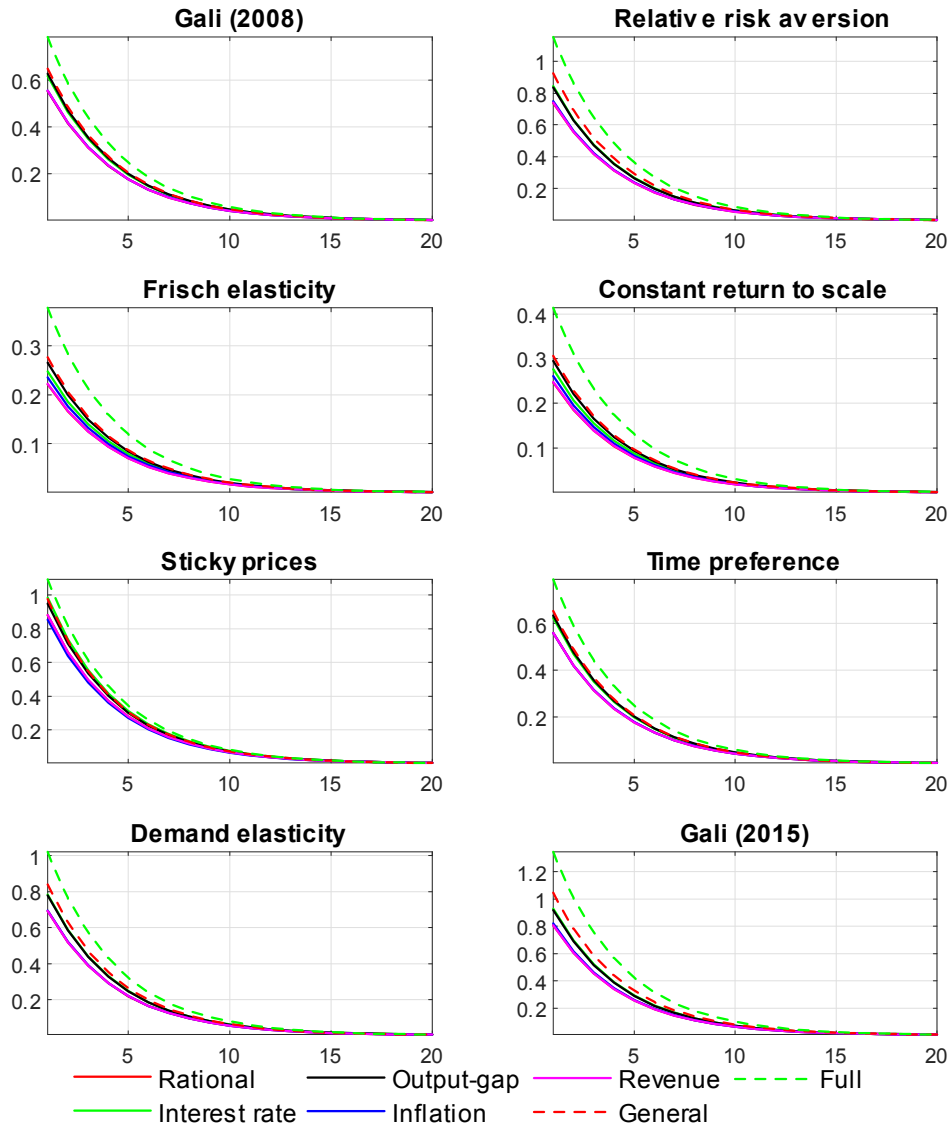 Gali (2008)
0.6
0.4
0.2
5 10 15 20
Relative risk aversion
1
0.8
0.6
0.4
0.2
5 10 15 20
Frisch elasticity
0.3
0.2
0.1
5 10 15 20
Constant return to scale
0.4
0.3
0.2
0.1
5 10 15 20
Sticky prices
1
0.8
0.6
0.4
0.2
5 10 15 20
Time preference
0.6
0.4
0.2
5 10 15 20
Demand elasticity
1
0.8
0.6
0.4
0.2
5 10 15 20
Gali (2015)
1.2
1
0.8
0.6
0.4
0.2
5 10 15 20
Rational Output-gap Revenue Full
Interest rate Inflation General